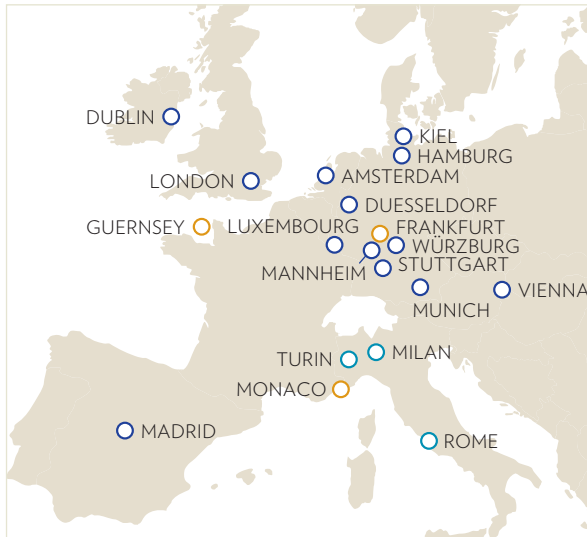 DUBLIN
KIEL
HAMBURG
LONDON
AMSTERDAM
DUESSELDORF
GUERNSEY
LUXEMBOURG
FRANKFURT
WÜRZBURG
MANNHEIM
STUTTGART
MUNICH
VIENNA
TURIN
MILAN
MONACO
MADRID
ROME